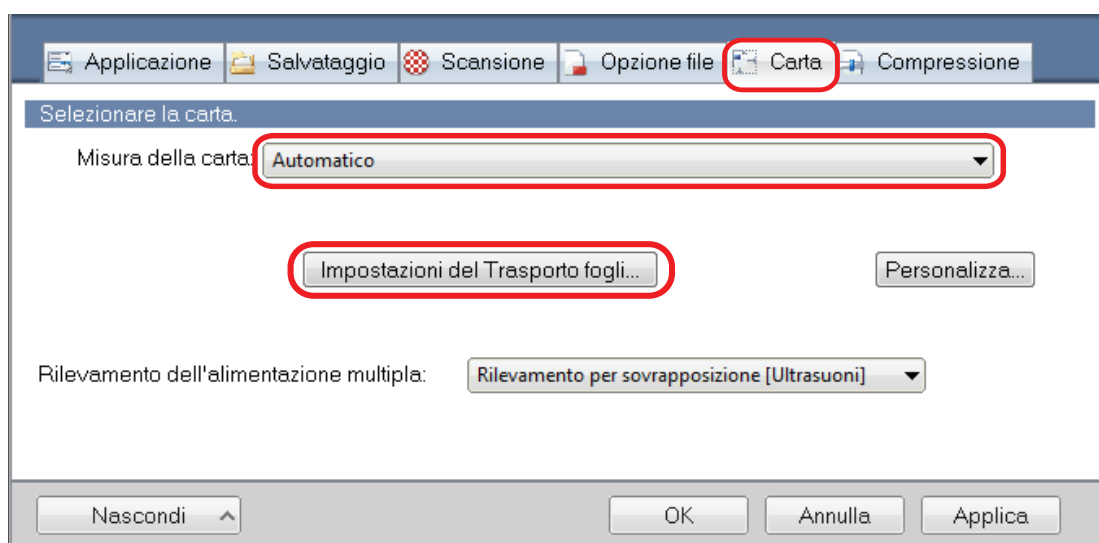 Applicazione Salvataggio Scansione Opzione file Carta Compressione
Selezionare la carta.
Misura della carta: Automatico
Impostazioni del Trasporto fogli... Personalizza...
Rilevamento dell'alimentazione multipla: Rilevamento per sovrapposizione [Ultrasuoni]
Nascondi OK Annulla Applica